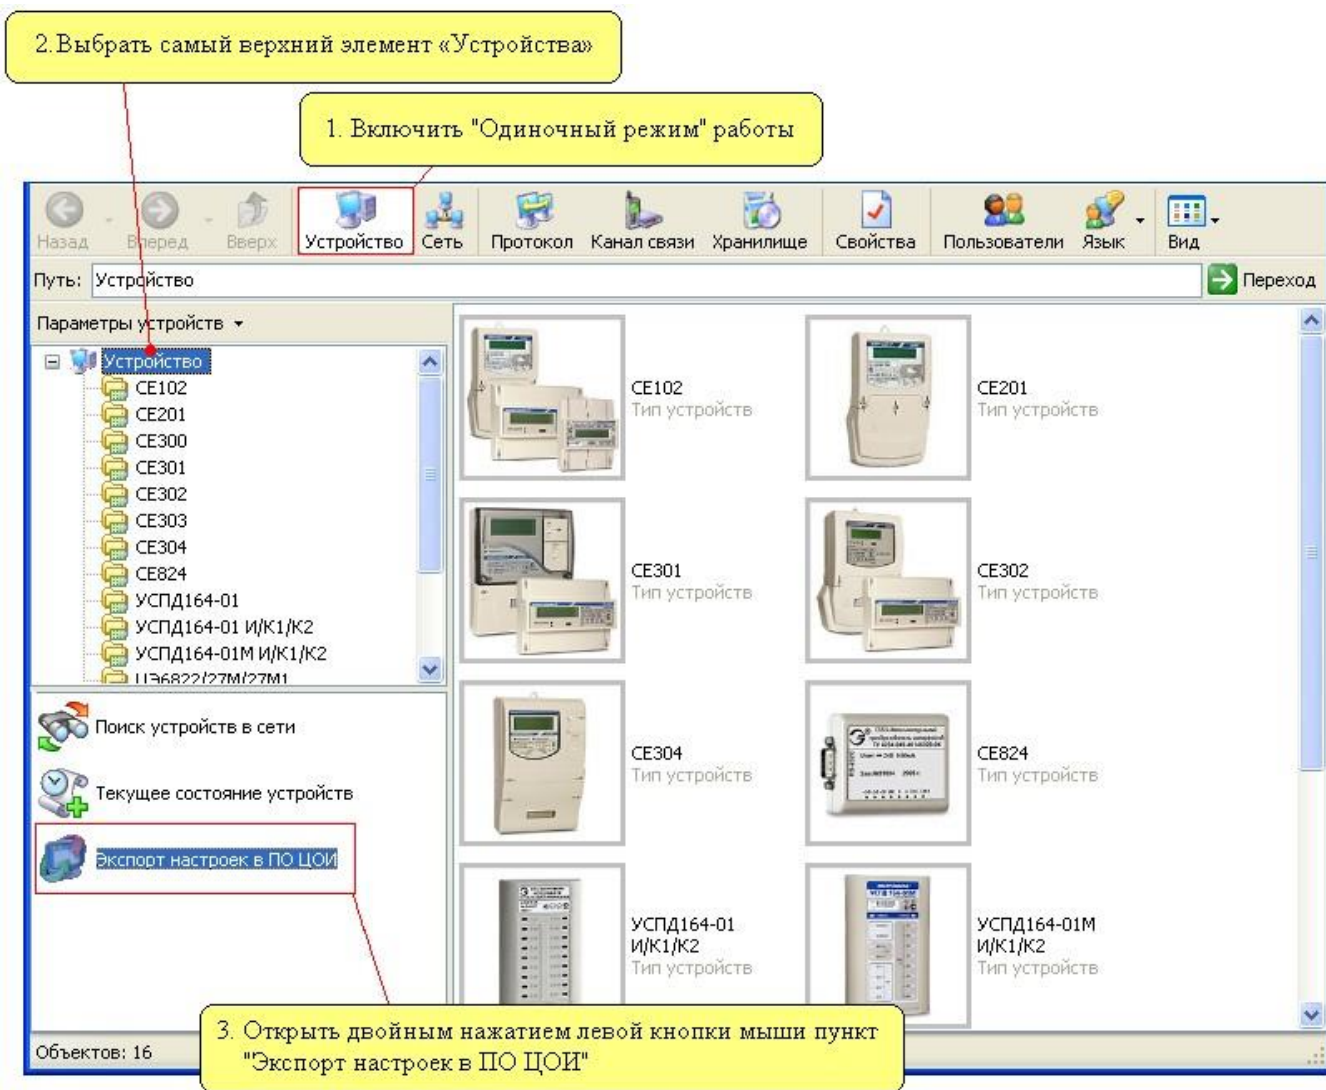 2. Выбрать самый верхний элемент «Устройства»
1. Включить "Одиночный режим" работы
Назад
Вперед
Вверх
Устройство
Сеть
Протокол
Канал связи
Хранилище
Свойства
Пользователи
Язык
Вид
Путь: Устройство
Переход
Параметры устройств
Устройство
CE102
CE201
CE300
CE301
CE302
CE303
CE304
CE824
УСПД164-01
УСПД164-01 И/К1/К2
УСПД164-01М И/К1/К2
ЦЭ6822/27М/27М1
Поиск устройств в сети
Текущее состояние устройств
Экспорт настроек в ПО ЦОИ
CE102
Тип устройств
CE201
Тип устройств
CE301
Тип устройств
CE302
Тип устройств
CE304
Тип устройств
CE824
Тип устройств
УСПД164-01
И/К1/К2
Тип устройств
УСПД164-01М
И/К1/К2
Тип устройств
3. Открыть двойным нажатием левой кнопки мыши пункт
"Экспорт настроек в ПО ЦОИ"
Объектов: 16